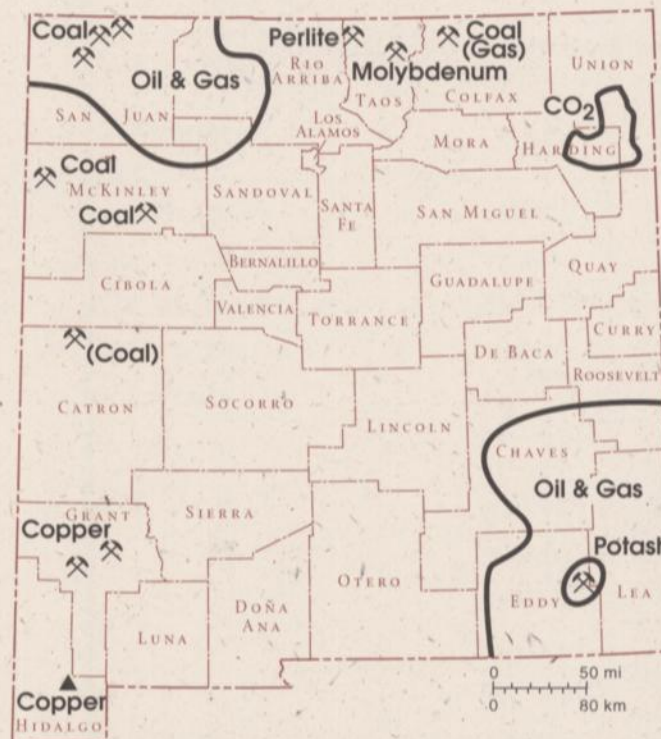 Coal
Perlite
Coal
(Gas)
Molybdenum
Oil & Gas
RIO
ARRIBA
UNION
TAOS
COLFAX
CO2
SAN JUAN
LOS
ALAMOS
MORA
HARDING
Coal
MCKINLEY
Coal
SANDOVAL
SANTA
FE
SAN MIGUEL
BERNALILLO
QUAY
CIBOLA
GUADALUPE
VALENCIA
TORRANCE
CURRY
(Coal)
DE BACA
ROOSEVELT
CATRON
SOCORRO
LINCOLN
CHAVES
Oil & Gas
GRANT
SIERRA
Copper
Potash
OTERO
EDDY
LEA
DOÑA
ANA
LUNA
0 50 mi
0 80 km
Copper
HIDALGO